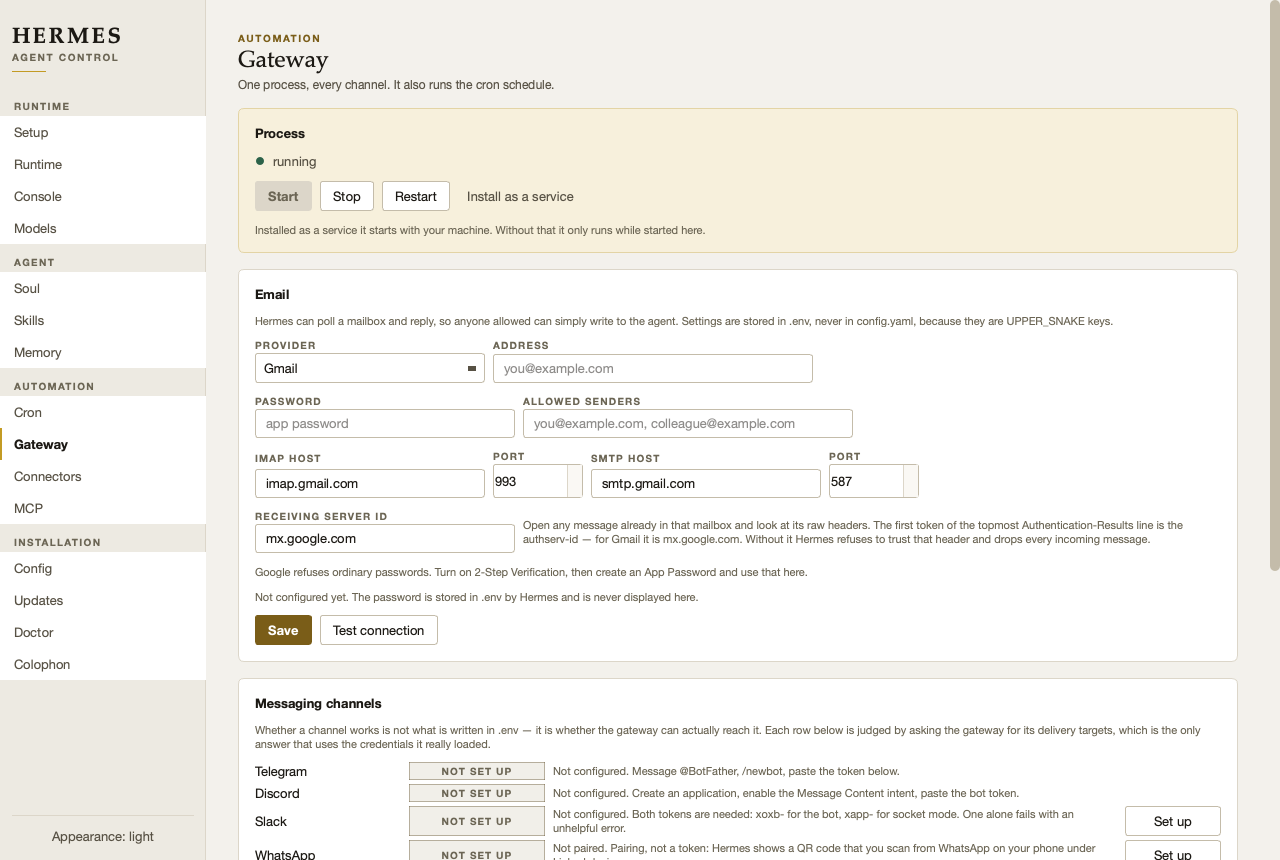 HERMES
AGENT CONTROL
RUNTIME
Setup
Runtime
Console
Models
AGENT
Soul
Skills
Memory
AUTOMATION
Cron
Gateway
Connectors
MCP
INSTALLATION
Config
Updates
Doctor
Colophon
Appearance: light
AUTOMATION
Gateway
One process, every channel. It also runs the cron schedule.
Process
running
Start Stop Restart Install as a service
Installed as a service it starts with your machine. Without that it only runs while started here.
Email
Hermes can poll a mailbox and reply, so anyone allowed can simply write to the agent. Settings are stored in .env, never in config.yaml, because they are UPPER_SNAKE keys.
PROVIDER ADDRESS
Gmail you@example.com
PASSWORD ALLOWED SENDERS
app password you@example.com, colleague@example.com
IMAP HOST PORT SMTP HOST PORT
imap.gmail.com 993 smtp.gmail.com 587
RECEIVING SERVER ID
mx.google.com
Open any message already in that mailbox and look at its raw headers. The first token of the topmost Authentication-Results line is the
authserv-id — for Gmail it is mx.google.com. Without it Hermes refuses to trust that header and drops every incoming message.
Google refuses ordinary passwords. Turn on 2-Step Verification, then create an App Password and use that here.
Not configured yet. The password is stored in .env by Hermes and is never displayed here.
Save Test connection
Messaging channels
Whether a channel works is not what is written in .env — it is whether the gateway can actually reach it. Each row below is judged by asking the gateway for its delivery targets, which is the only
answer that uses the credentials it really loaded.
Telegram NOT SET UP Not configured. Message @BotFather, /newbot, paste the token below.
Discord NOT SET UP Not configured. Create an application, enable the Message Content intent, paste the bot token.
Slack NOT SET UP Not configured. Both tokens are needed: xoxb- for the bot, xapp- for socket mode. One alone fails with an
unhelpful error.
Set up
WhatsApp NOT SET UP Not paired. Pairing, not a token: Hermes shows a QR code that you scan from WhatsApp on your phone under
Set up